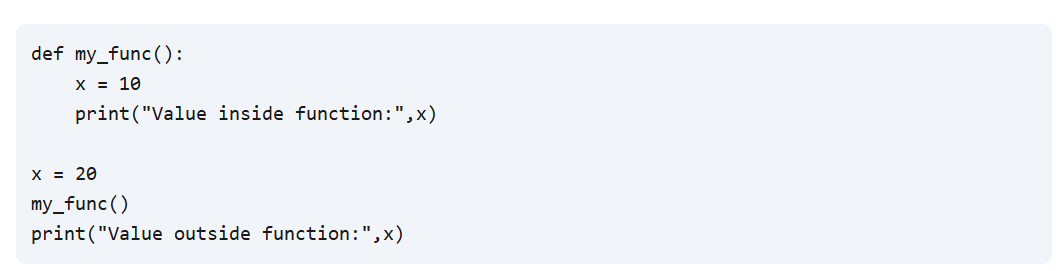 def my_func():
    x = 10
    print("Value inside function:",x)

x = 20
my_func()
print("Value outside function:",x)